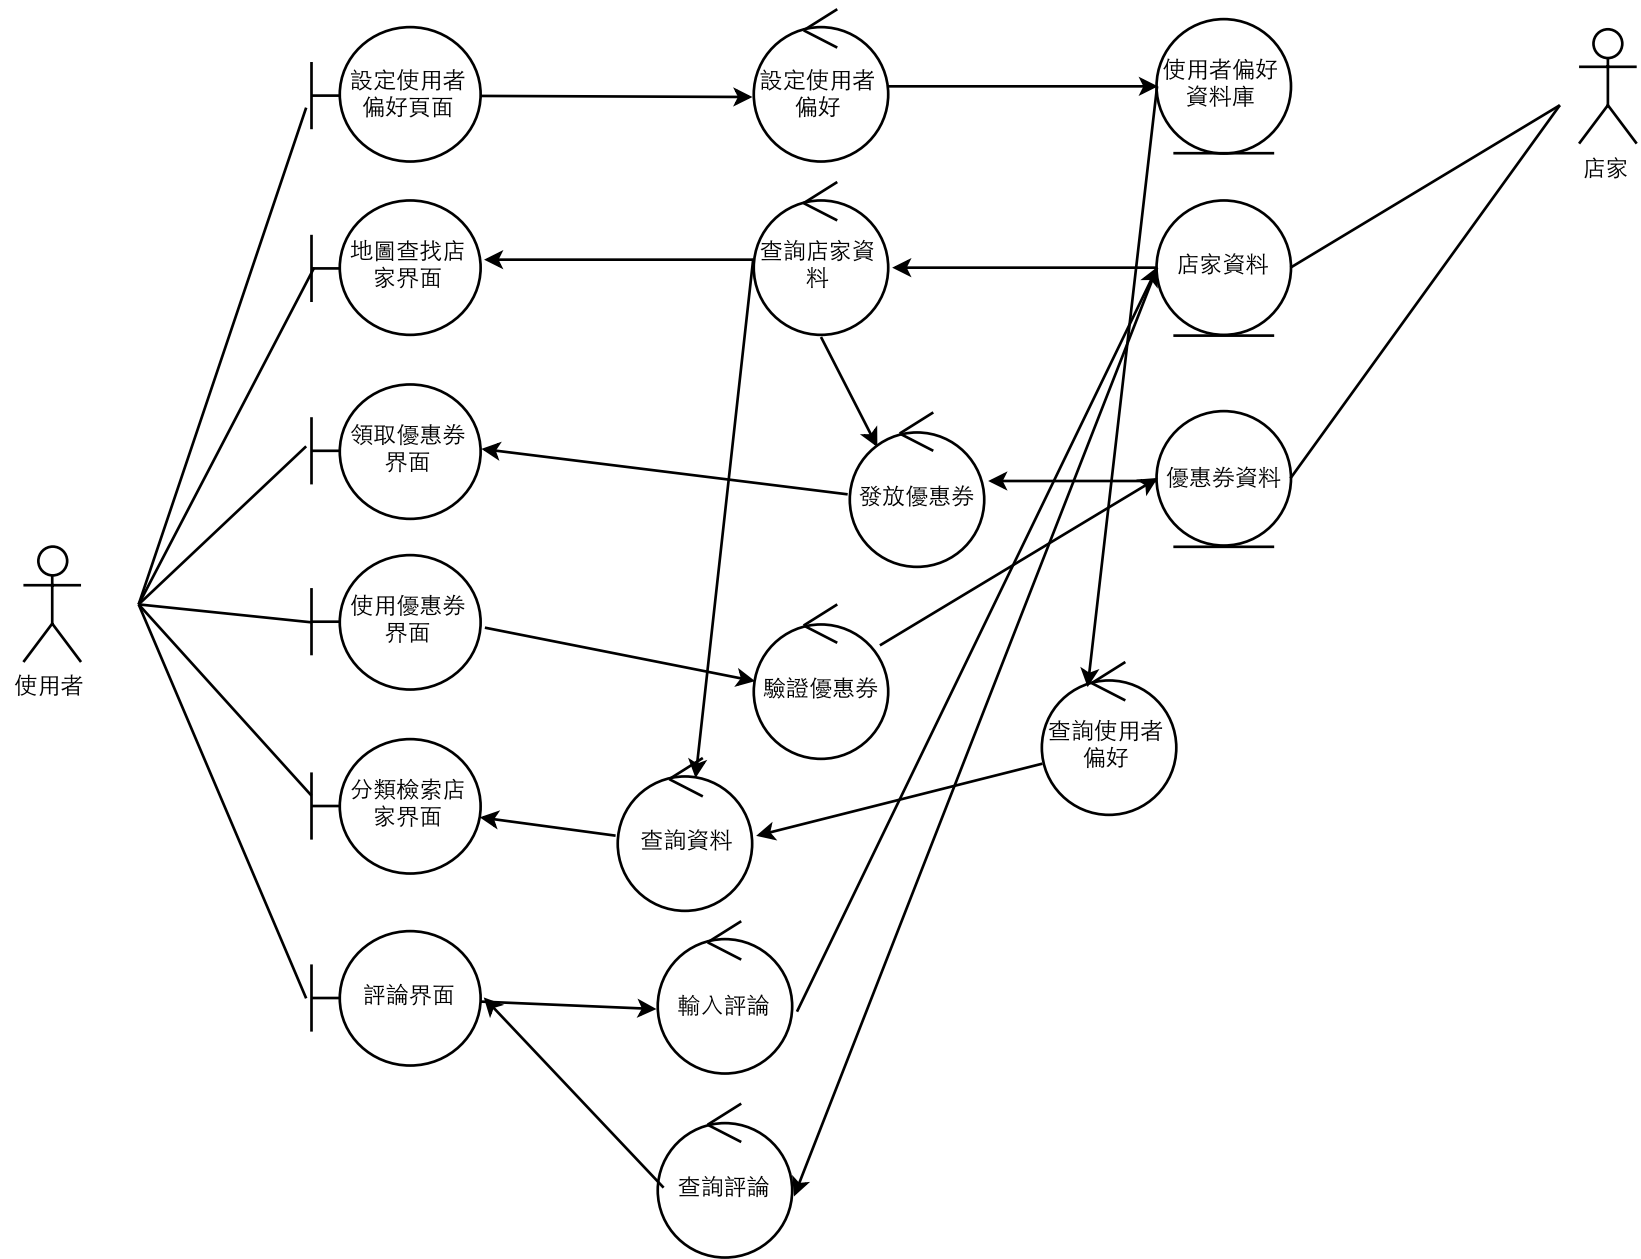 設定使用者
偏好頁面
設定使用者
偏好
使用者偏好
資料庫
店家
地圖查找店
家界面
查詢店家資
料
店家資料
領取優惠券
界面
發放優惠券
優惠券資料
使用優惠券
界面
使用者
驗證優惠券
查詢使用者
偏好
分類檢索店
家界面
查詢資料
評論界面
輸入評論
查詢評論